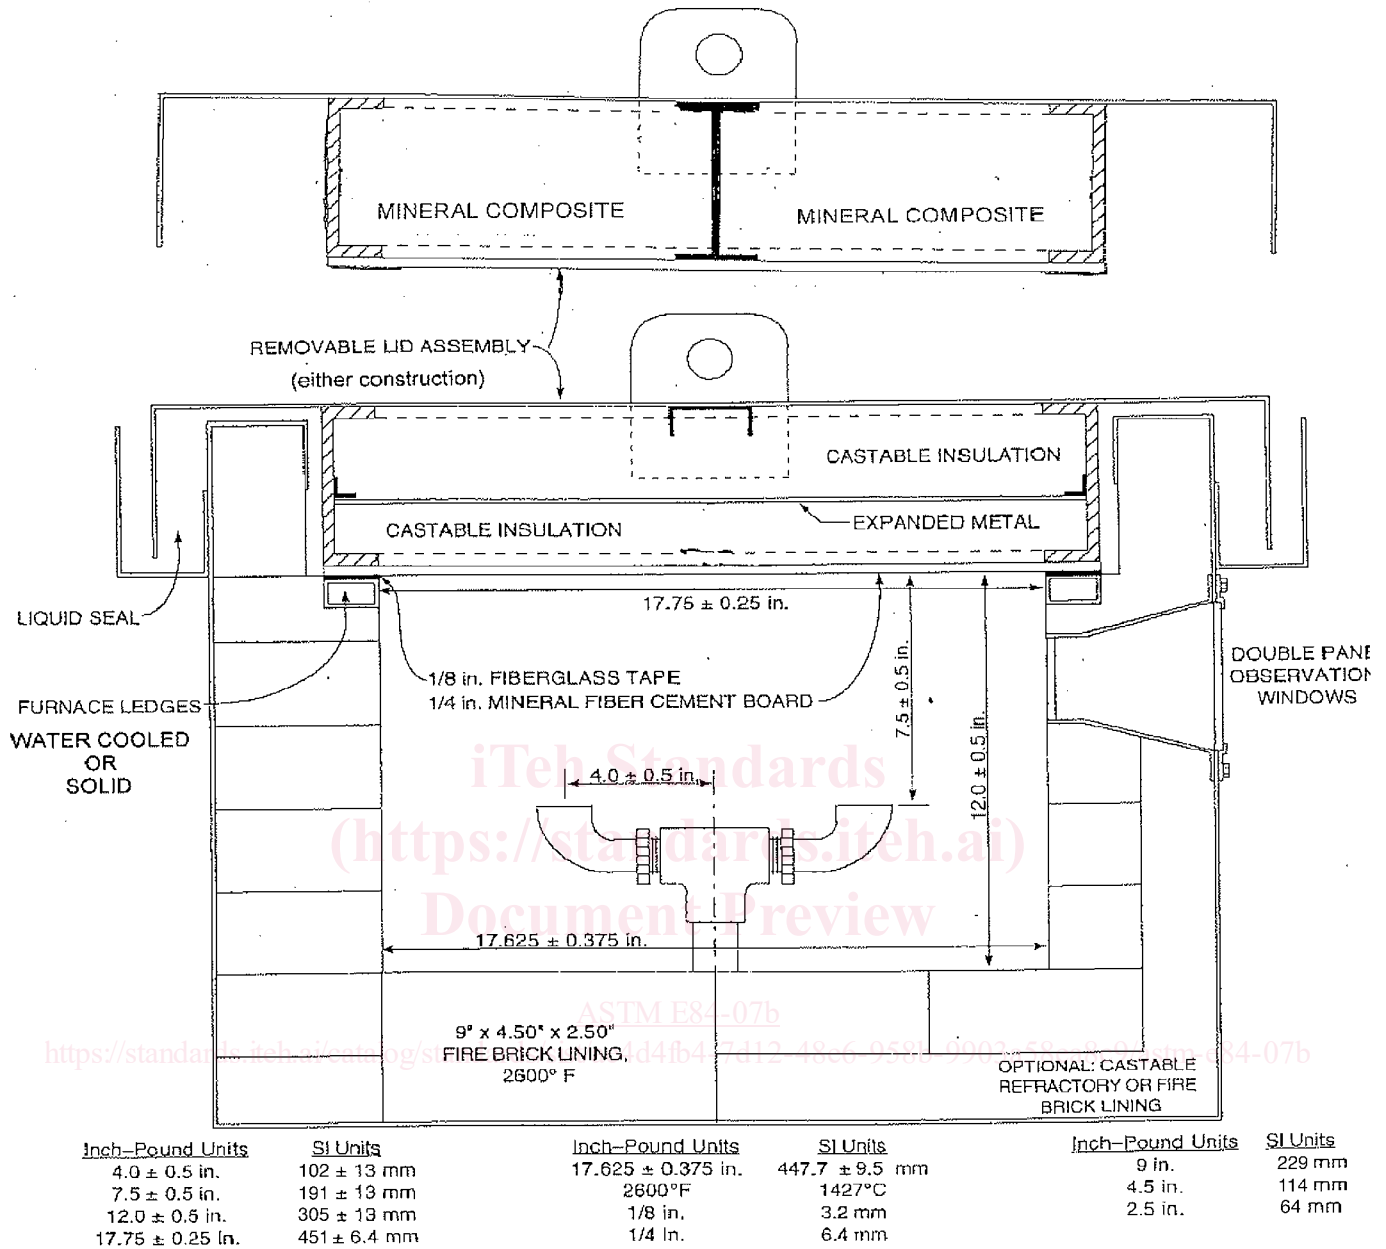 MINERAL COMPOSITE
MINERAL COMPOSITE
REMOVABLE LID ASSEMBLY
(either construction)
CASTABLE INSULATION
EXPANDED METAL
CASTABLE INSULATION
17.75 ± 0.25 in.
LIQUID SEAL
1/8 in. FIBERGLASS TAPE
1/4 in. MINERAL FIBER CEMENT BOARD
7.5 ± 0.5 in.
12.0 ± 0.5 in.
DOUBLE PANE
OBSERVATION
WINDOWS
FURNACE LEDGES
WATER COOLED
OR
SOLID
iTeh Standards
4.0 ± 0.5 in.
(https://standards.iteh.ai)
Document Preview
17.625 ± 0.375 in.
ASTM E84-07b
9" x 4.50" x 2.50"
FIRE BRICK LINING,
2600° F
OPTIONAL: CASTABLE
REFRACTORY OR FIRE
BRICK LINING
Inch-Pound Units SI Units
4.0 ± 0.5 in. 102 ± 13 mm
7.5 ± 0.5 in. 191 ± 13 mm
12.0 ± 0.5 in. 305 ± 13 mm
17.75 ± 0.25 in. 451 ± 6.4 mm
Inch-Pound Units SI Units
17.625 ± 0.375 in. 447.7 ± 9.5 mm
2600°F 1427°C
1/8 in. 3.2 mm
1/4 in. 6.4 mm
Inch-Pound Units SI Units
9 in. 229 mm
4.5 in. 114 mm
2.5 in. 64 mm